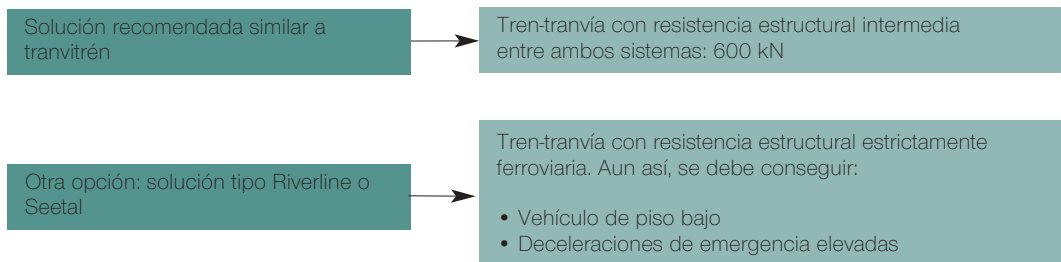 Solución recomendada similar a
tranvitrén
Tren-tranvía con resistencia estructural intermedia
entre ambos sistemas: 600 kN
Otra opción: solución tipo Riverline o
Seetal
Tren-tranvía con resistencia estructural estrictamente
ferroviaria. Aun así, se debe conseguir:
• Vehículo de piso bajo
• Deceleraciones de emergencia elevadas